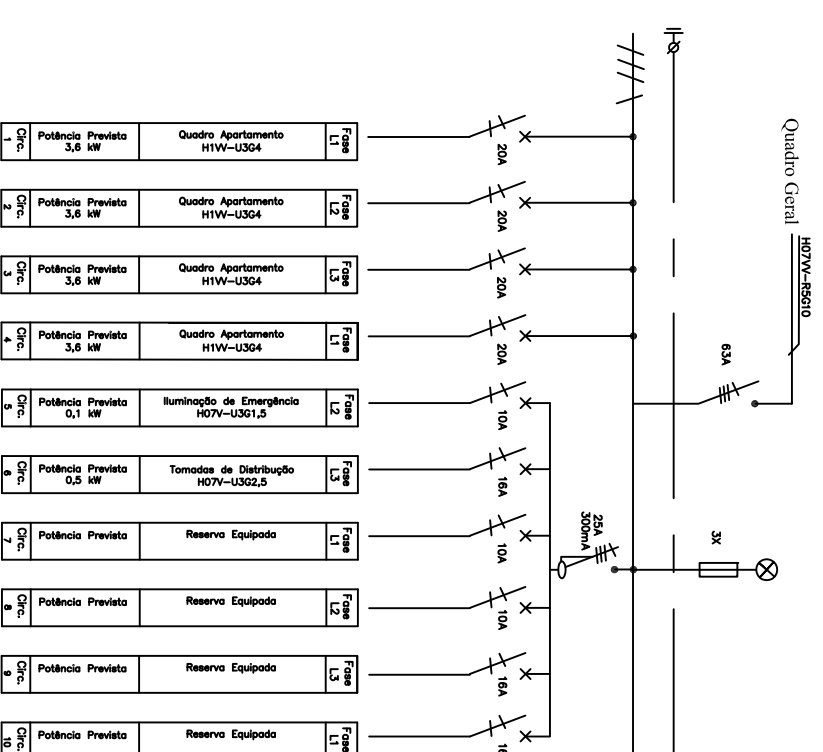 Quadro Geral
H07VV-R5G10
63A
3X
25A
300mA
Circ.
1
Potência Prevista
3,6 kW
Quadro Apartamento
H1VV-U3G4
Fase
L1
20A
Circ.
2
Potência Prevista
3,6 kW
Quadro Apartamento
H1VV-U3G4
Fase
L2
20A
Circ.
3
Potência Prevista
3,6 kW
Quadro Apartamento
H1VV-U3G4
Fase
L3
20A
Circ.
4
Potência Prevista
3,6 kW
Quadro Apartamento
H1VV-U3G4
Fase
L1
20A
Circ.
5
Potência Prevista
0,1 kW
Iluminação de Emergência
H07V-U3G1,5
Fase
L2
10A
Circ.
6
Potência Prevista
0,5 kW
Tomadas de Distribução
H07V-U3G2,5
Fase
L3
16A
Circ.
7
Potência Prevista
Reserva Equipada
Fase
L1
10A
Circ.
8
Potência Prevista
Reserva Equipada
Fase
L2
10A
Circ.
9
Potência Prevista
Reserva Equipada
Fase
L3
16A
Circ.
10
Potência Prevista
Reserva Equipada
Fase
L1